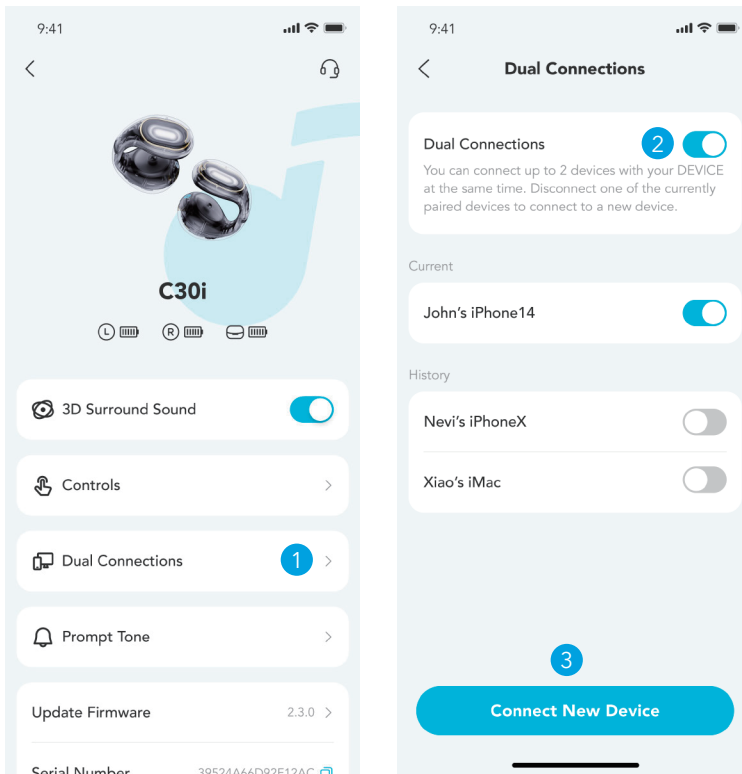 9:41
C30i
L
R
3D Surround Sound
Controls
Dual Connections
1
Prompt Tone
Update Firmware
2.3.0
Serial Number
39524A66D92E12AC
9:41
Dual Connections
Dual Connections
2
You can connect up to 2 devices with your DEVICE
at the same time. Disconnect one of the currently
paired devices to connect to a new device.
Current
John's iPhone14
History
Nevi's iPhoneX
Xiao's iMac
3
Connect New Device